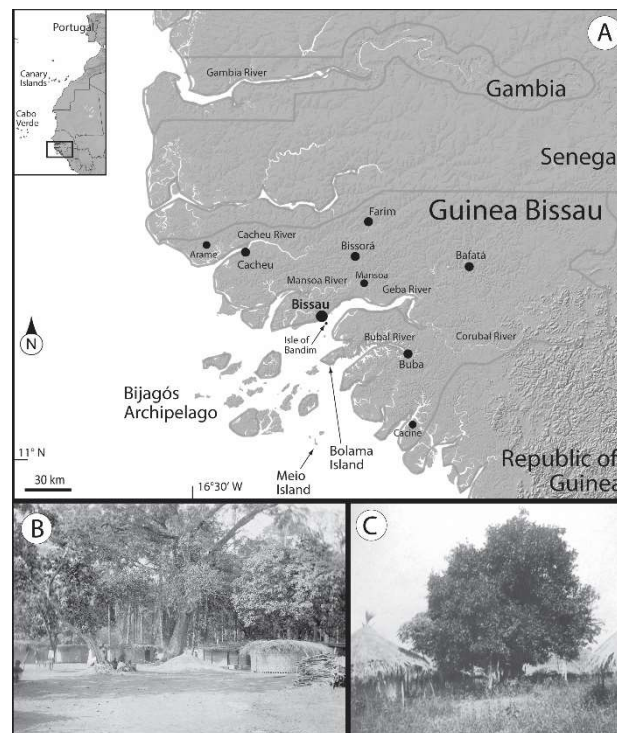 A
Portugal
Canary
Islands
Cabo
Verde
Gambia River
Gambia
Senega
Guinea Bissau
Farim
Cacheu River
Arame
Cacheu
Bissorá
Bafatá
Mansoa River
Mansoa
Geba River
Bissau
Isle of
Bandim
Bubal River
Corubal River
Buba
N
Bijagós
Archipelago
Cacine
Bolama
Island
Meio
Island
Republic of
Guinea
11° N
30 km
16°30' W
B
C